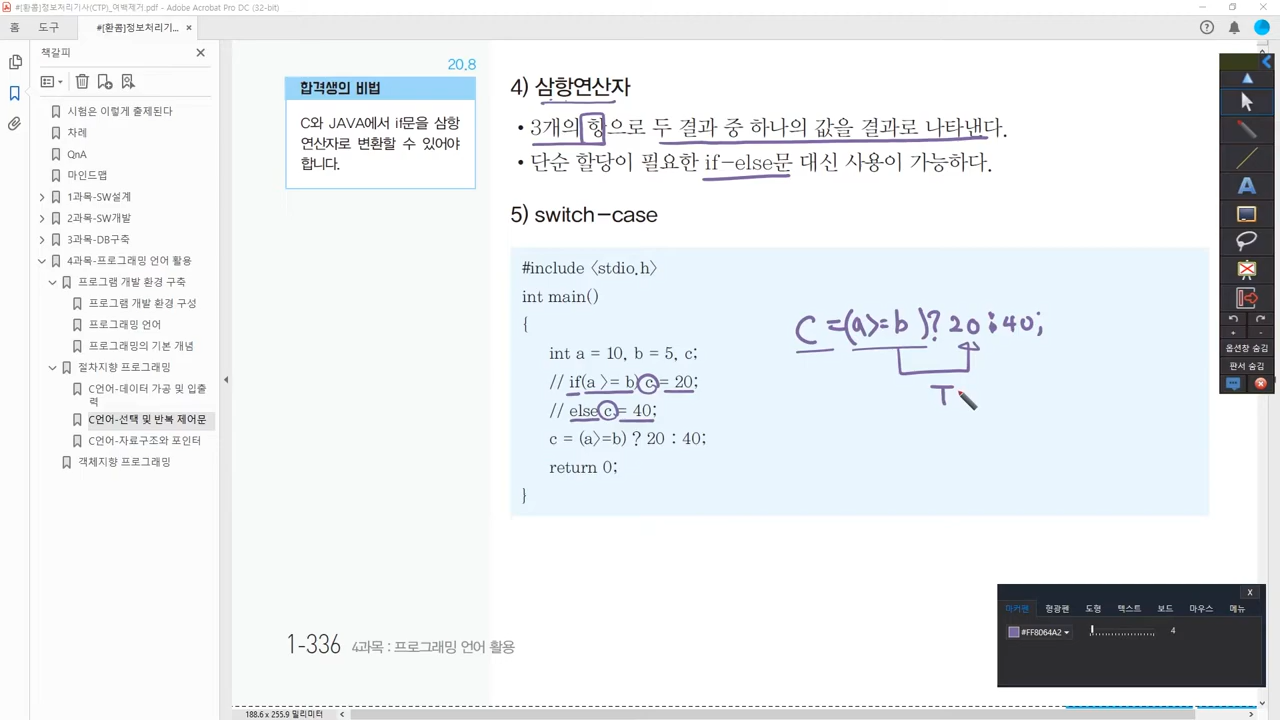 #[황콤]정보처리기사(CTP)_여백제거.pdf - Adobe Acrobat Pro DC (32-bit)
홈 도구 #[황콤]정보처리기... ×
책갈피
시험은 이렇게 출제된다
차례
QnA
마인드맵
1과목-SW설계
2과목-SW개발
3과목-DB구축
4과목-프로그래밍 언어 활용
프로그램 개발 환경 구축
프로그램 개발 환경 구성
프로그래밍 언어
프로그래밍의 기본 개념
절차지향 프로그래밍
C언어-데이터 가공 및 입출
력
C언어-선택 및 반복 제어문
C언어-자료구조와 포인터
객체지향 프로그래밍
20.8
합격생의 비법
C와 JAVA에서 if문을 삼항
연산자로 변환할 수 있어야
합니다.
4) 삼항연산자
• 3개의 항으로 두 결과 중 하나의 값을 결과로 나타낸다.
• 단순 할당이 필요한 if-else문 대신 사용이 가능하다.
5) switch-case
#include <stdio.h>
int main()
{
int a = 10, b = 5, c;
// if(a >= b) c = 20;
// else c = 40;
c = (a>=b) ? 20 : 40;
return 0;
}
C =(a>=b )? 20 : 40;
T
1-336 4과목 : 프로그래밍 언어 활용
188.6 x 255.9 밀리미터
옵션창 숨김
판서 숨김
마커펜 형광펜 도형 텍스트 보드 마우스 메뉴
#FF8064A2 4